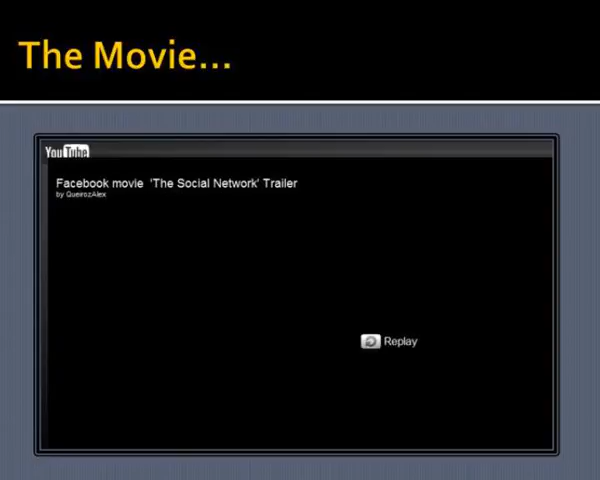 The Movie...
YouTube
Facebook movie 'The Social Network' Trailer
by QueirozAlex
Replay